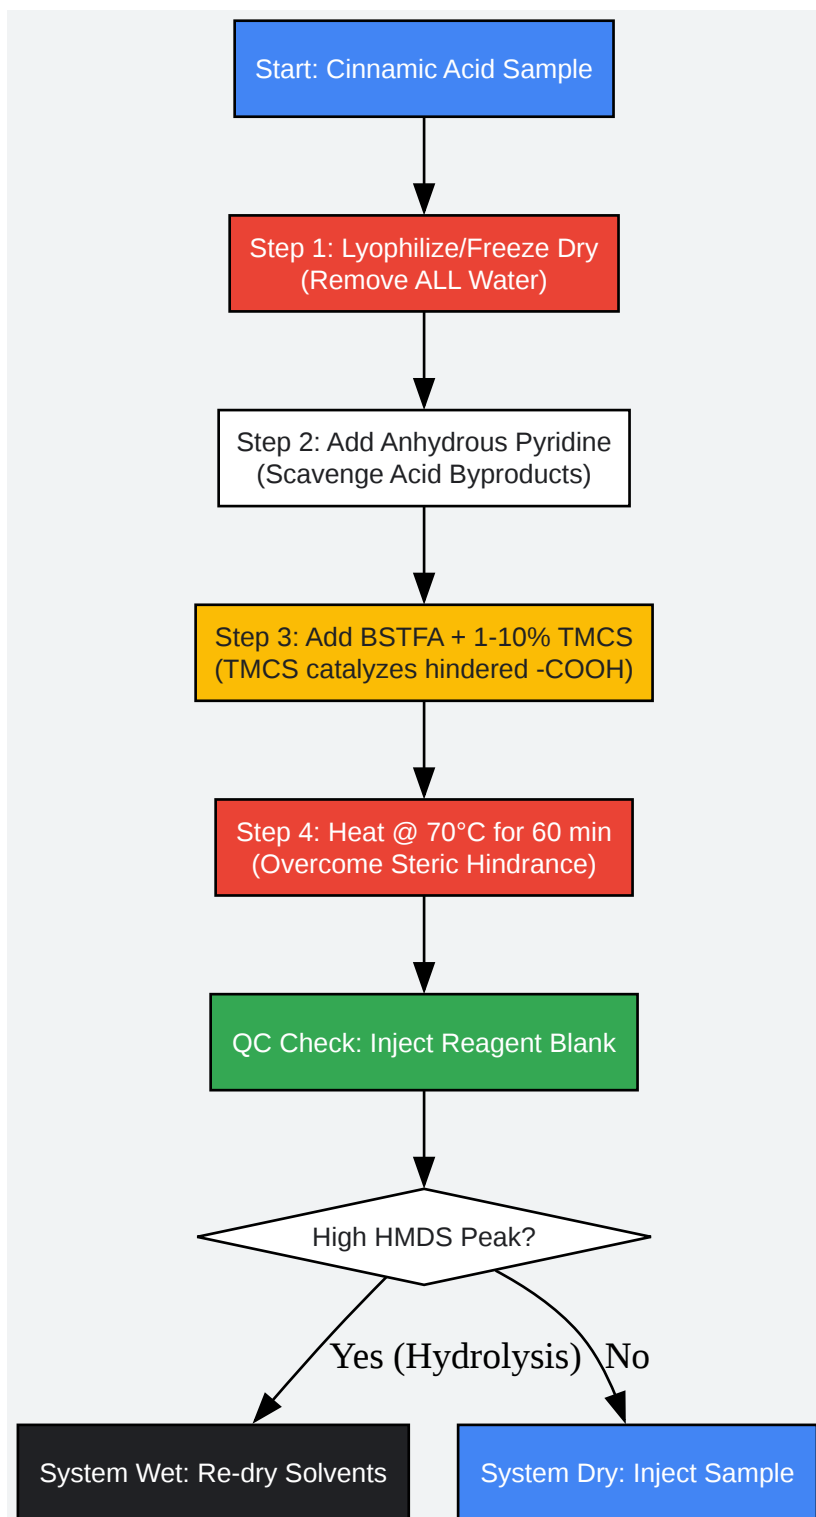 Start: Cinnamic Acid Sample
Step 1: Lyophilize/Freeze Dry
(Remove ALL Water)
Step 2: Add Anhydrous Pyridine
(Scavenge Acid Byproducts)
Step 3: Add BSTFA + 1-10% TMCS
(TMCS catalyzes hindered -COOH)
Step 4: Heat @ 70°C for 60 min
(Overcome Steric Hindrance)
QC Check: Inject Reagent Blank
High HMDS Peak?
Yes (Hydrolysis)
No
System Wet: Re-dry Solvents
System Dry: Inject Sample